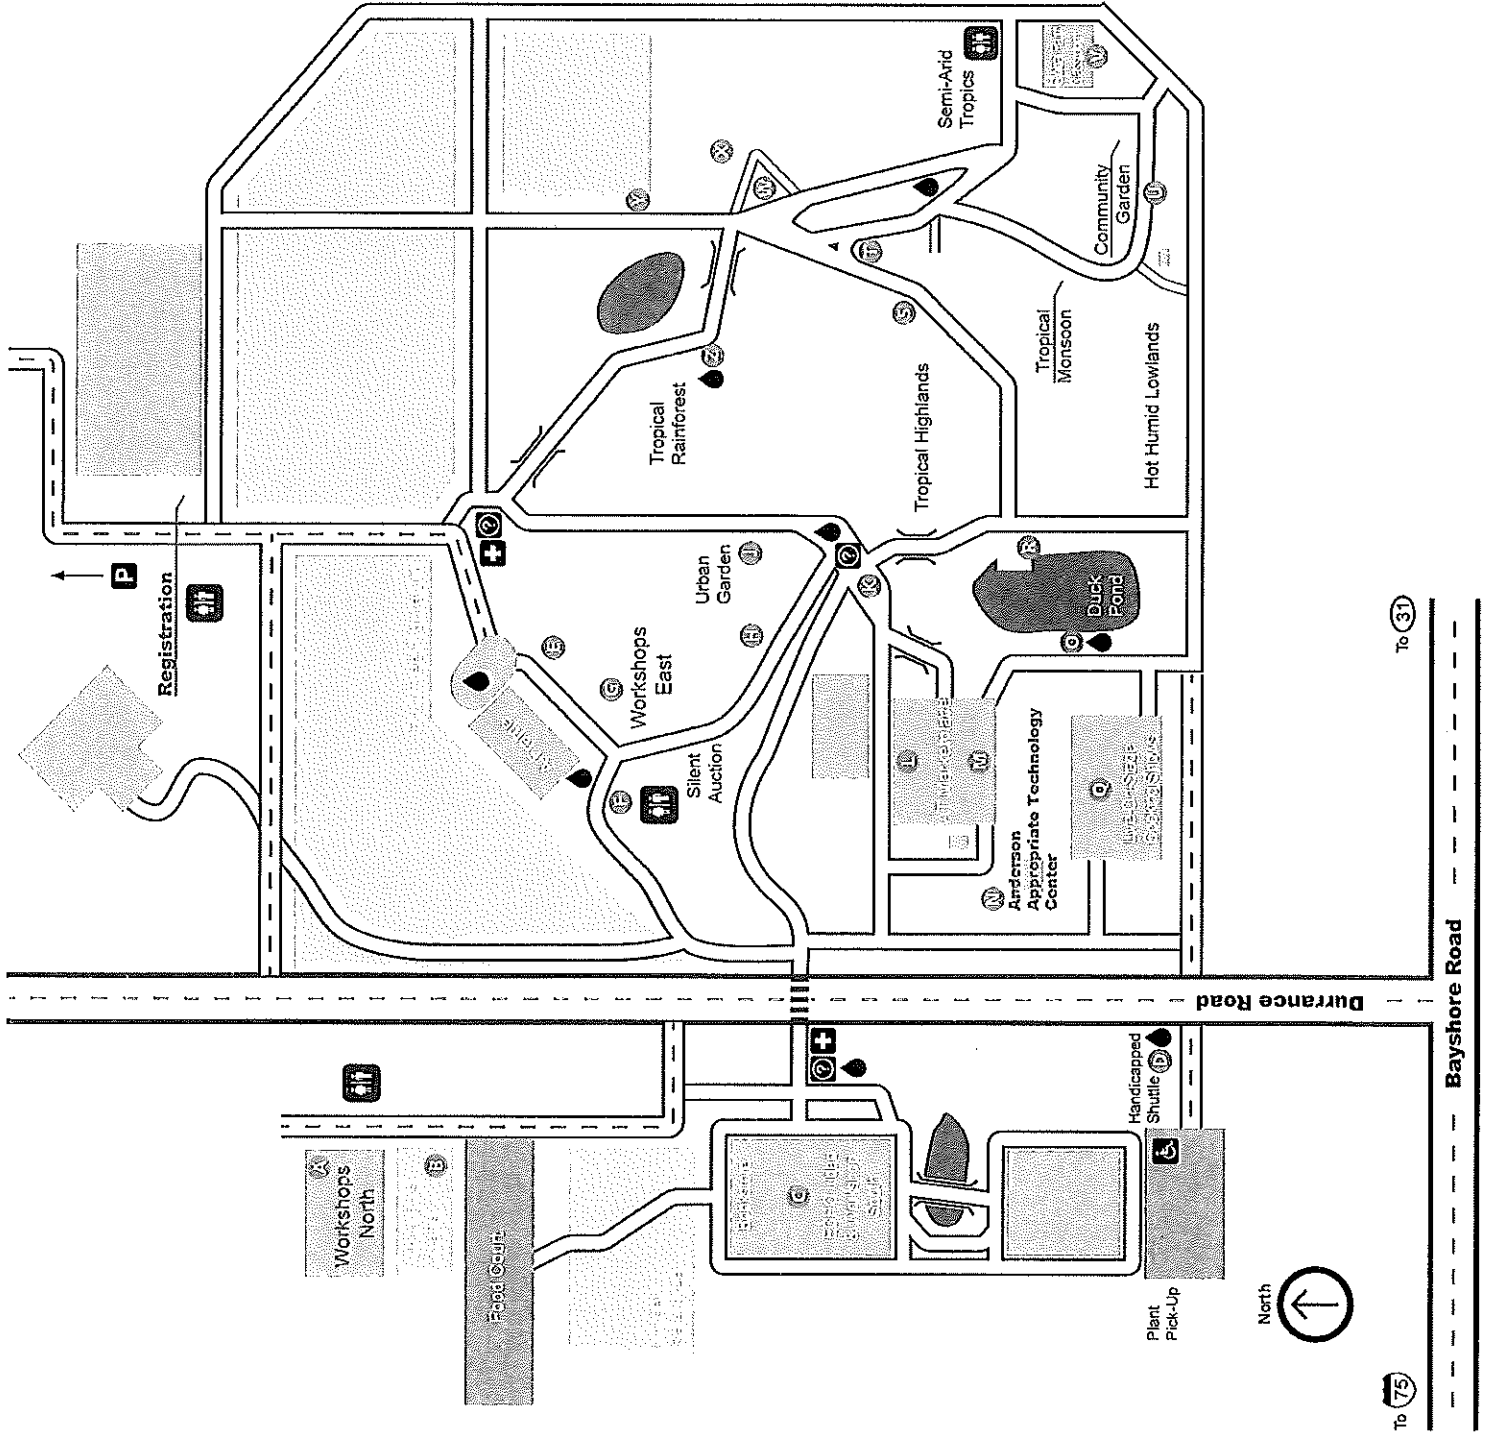 Semi-Arid
Tropics
V
X
Y
W
Community
Garden
U
T
S
Tropical
Monsoon
Z
Tropical
Rainforest
Tropical Highlands
Hot Humid Lowlands
P
Registration
?
?
Urban
Garden
J
H
K
R
Duck
Pond
O
E
G
Workshops
East
F
Silent
Auction
L
M
N
Anderson
Appropriate Technology
Center
Q
To 31
Durrance Road
Bayshore Road
?
Handicapped
Shuttle D
A
Workshops
North
B
Food Court
C
Plant
Pick-Up
North
To 75